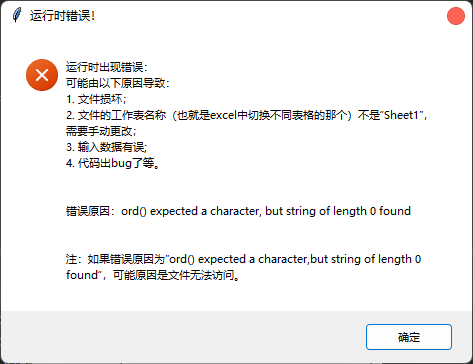 运行时错误!
运行时出现错误：
可能由以下原因导致：
1. 文件损坏；
2. 文件的工作表名称（也就是excel中切换不同表格的那个）不是“Sheet1”，
需要手动更改；
3. 输入数据有误；
4. 代码出bug了等。
错误原因：ord() expected a character, but string of length 0 found
注：如果错误原因为“ord() expected a character,but string of length 0
found”，可能原因是文件无法访问。
确定